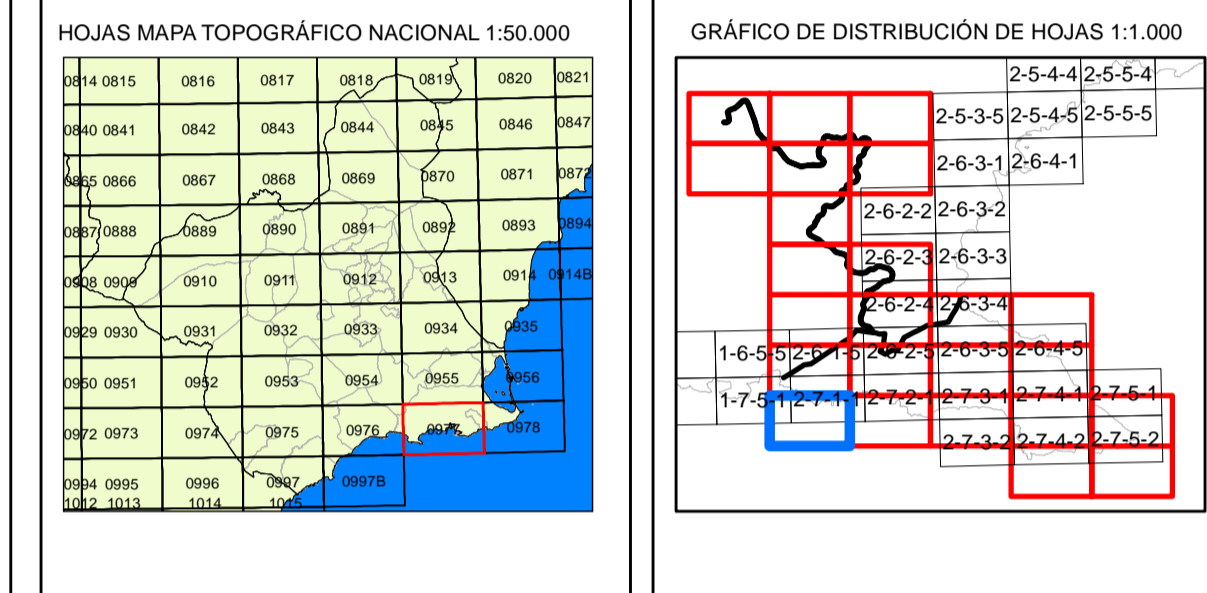 HOJAS MAPA TOPOGRÁFICO NACIONAL 1:50.000
0814 0815 0816 0817 0818 0819 0820 0821
0840 0841 0842 0843 0844 0845 0846 0847
0865 0866 0867 0868 0869 0870 0871 0872
0887 0888 0889 0890 0891 0892 0893 0894
0908 0909 0910 0911 0912 0913 0914 0914B
0929 0930 0931 0932 0933 0934 0935
0950 0951 0952 0953 0954 0955 0956
0972 0973 0974 0975 0976 0977 0978
0994 0995 0996 0997 0997B
1012 1013 1014 1015
GRÁFICO DE DISTRIBUCIÓN DE HOJAS 1:1.000
2-5-4-4 2-5-5-4
2-5-3-5 2-5-4-5 2-5-5-5
2-6-3-1 2-6-4-1
2-6-2-2 2-6-3-2
2-6-2-3 2-6-3-3
2-6-2-4 2-6-3-4
1-6-5-5 2-6-1-5 2-6-2-5 2-6-3-5 2-6-4-5
1-7-5-1 2-7-1-1 2-7-2-1 2-7-3-1 2-7-4-1 2-7-5-1
2-7-3-2 2-7-4-2 2-7-5-2